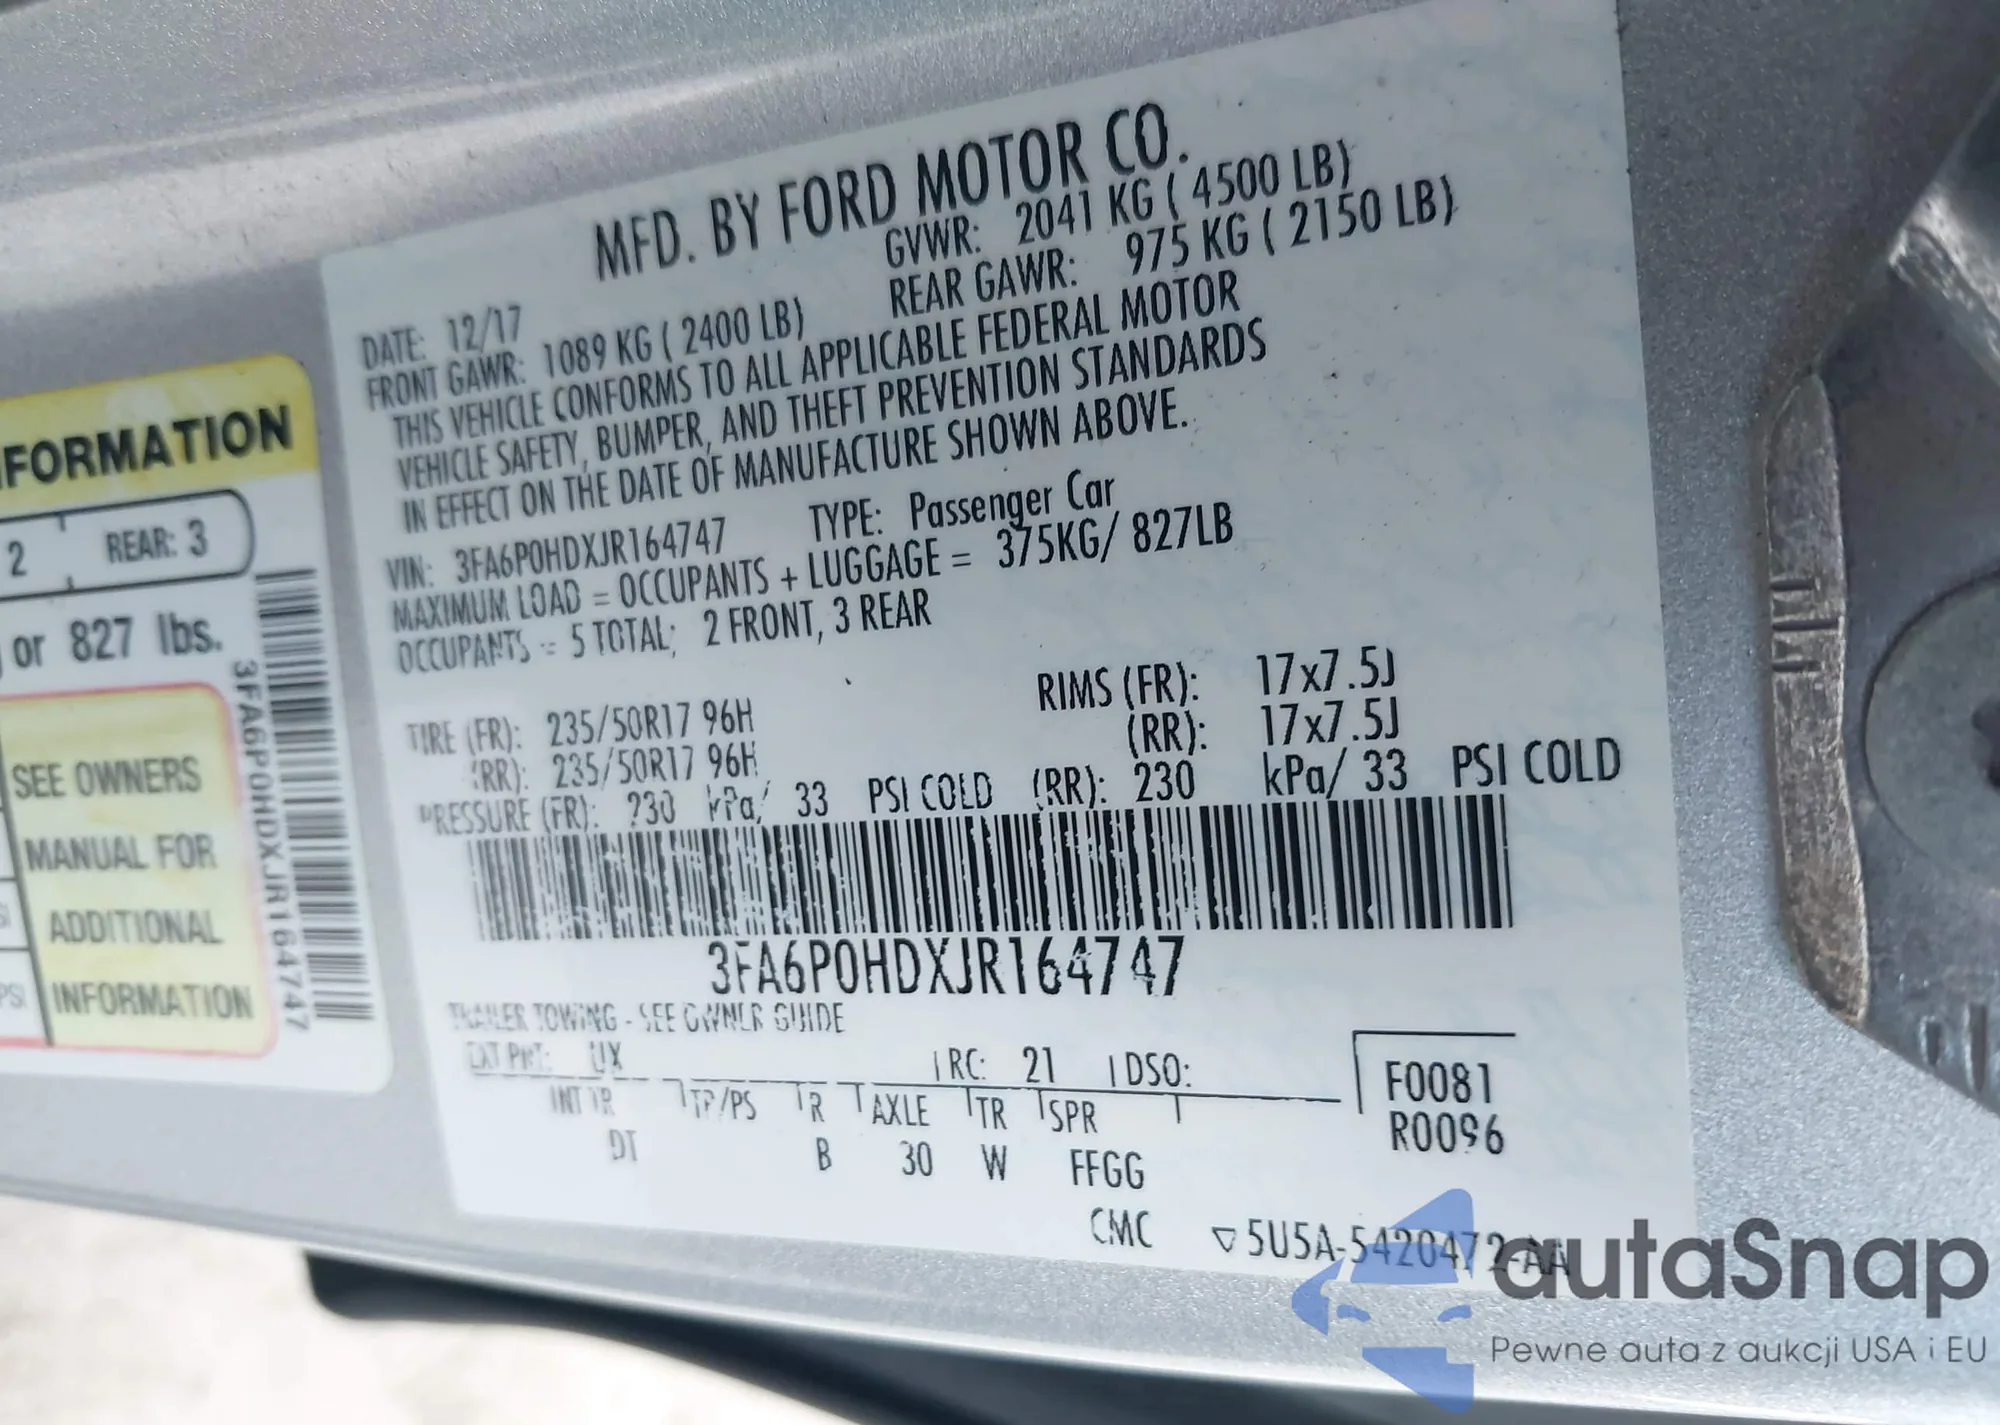 MFD. BY FORD MOTOR CO.
DATE: 12/17 GVWR: 2041 KG ( 4500 LB)
FRONT GAWR: 1089 KG ( 2400 LB) REAR GAWR: 975 KG ( 2150 LB)
THIS VEHICLE CONFORMS TO ALL APPLICABLE FEDERAL MOTOR
VEHICLE SAFETY, BUMPER, AND THEFT PREVENTION STANDARDS
IN EFFECT ON THE DATE OF MANUFACTURE SHOWN ABOVE.
VIN: 3FA6P0HDXJR164747 TYPE: Passenger Car
MAXIMUM LOAD = OCCUPANTS + LUGGAGE = 375KG/ 827LB
OCCUPANTS = 5 TOTAL; 2 FRONT, 3 REAR
TIRE (FR): 235/50R17 96H RIMS (FR): 17x7.5J
(RR): 235/50R17 96H (RR): 17x7.5J
PRESSURE (FR): 230 kPa/ 33 PSI COLD (RR): 230 kPa/ 33 PSI COLD
3FA6P0HDXJR164747
TRAILER TOWING - SEE OWNER GUIDE
EXT PNT: UX RC: 21 DSO:
F0081
R0096
INT TR TP/PS R AXLE TR SPR
DT B 30 W FFGG
CMC ▽5U5A-5420472-AA
FORMATION
2 REAR: 3
or 827 lbs.
SEE OWNERS
MANUAL FOR
ADDITIONAL
INFORMATION
PSI
3FA6P0HDXJR164747
autaSnap
Pewne auta z aukcji USA i EU